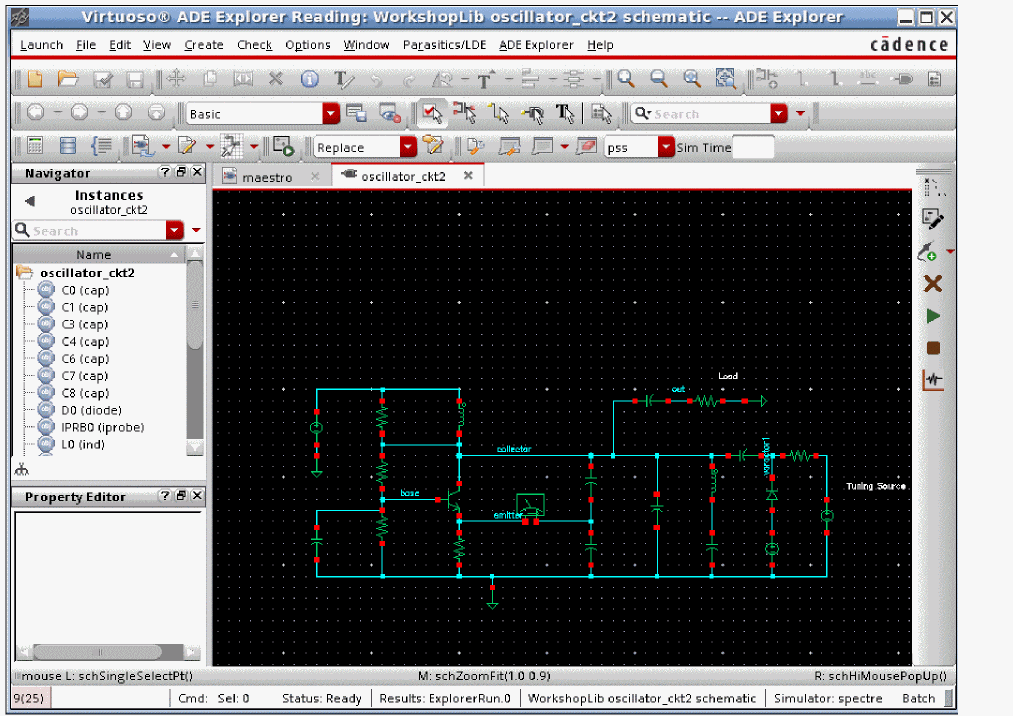 Virtuoso® ADE Explorer Reading: WorkshopLib oscillator_ckt2 schematic -- ADE Explorer
Launch File Edit View Create Check Options Window Parasitics/LDE ADE Explorer Help cādence
Basic Search
Replace pss Sim Time
Navigator maestro oscillator_ckt2
Instances
oscillator_ckt2
Search
Name
oscillator_ckt2
C0 (cap)
C1 (cap)
C3 (cap)
C4 (cap)
C6 (cap)
C7 (cap)
C8 (cap)
D0 (diode)
IPRB0 (iprobe)
L0 (ind)
Property Editor
Load
out
collector
varactor1
Tuning Source
base
emitter
mouse L: schSingleSelectPt() M: schZoomFit(1.0 0.9) R: schHiMousePopUp()
9(25) Cmd: Sel: 0 Status: Ready Results: ExplorerRun.0 WorkshopLib oscillator_ckt2 schematic Simulator: spectre Batch